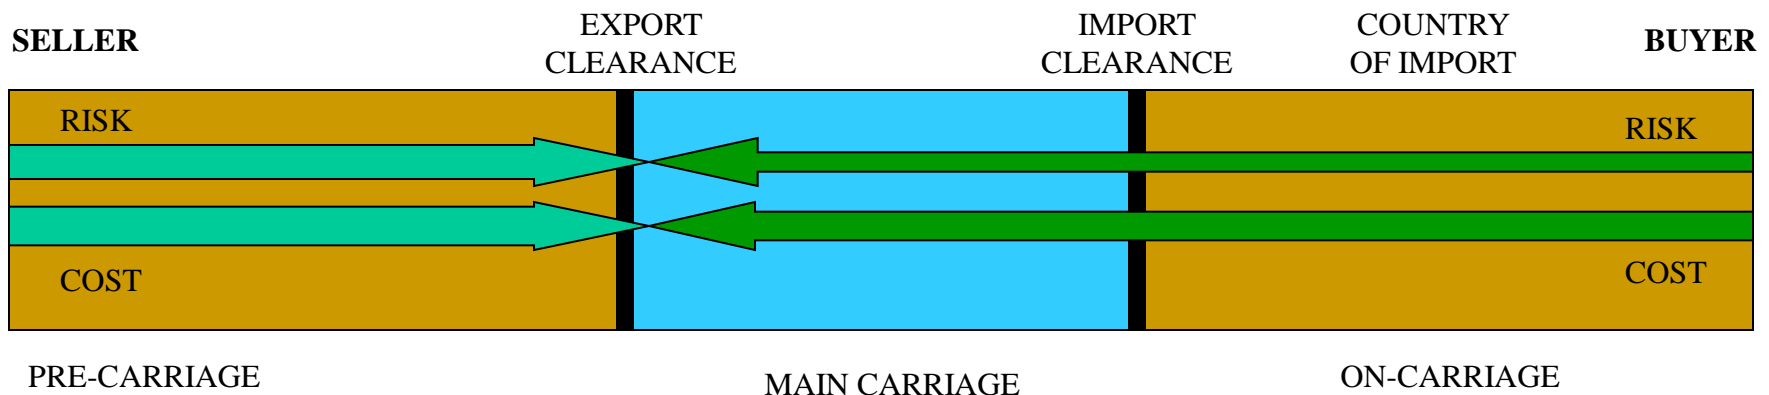 SELLER
EXPORT
CLEARANCE
IMPORT
CLEARANCE
COUNTRY
OF IMPORT
BUYER
RISK
RISK
COST
COST
PRE-CARRIAGE
MAIN CARRIAGE
ON-CARRIAGE